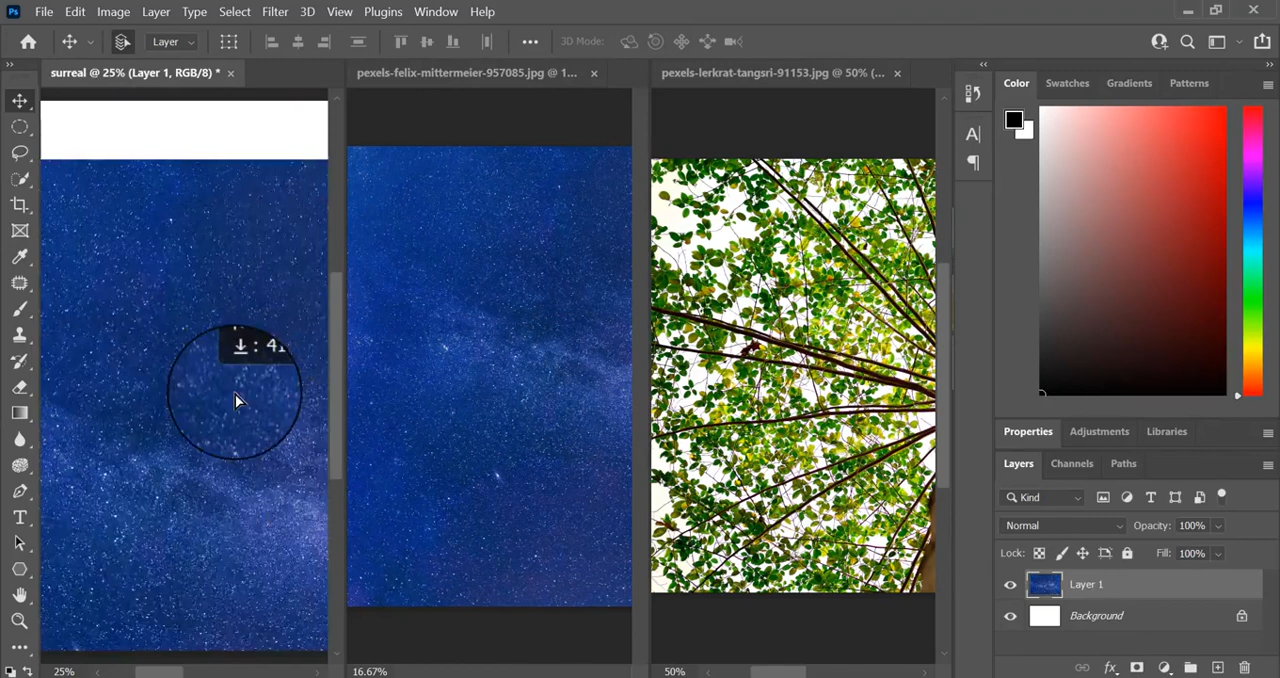 Ps File Edit Image Layer Type Select Filter 3D View Plugins Window Help
Layer 3D Mode:
surreal @ 25% (Layer 1, RGB/8) * × pexels-felix-mittermeier-957085.jpg @ 1... × pexels-lerkrat-tangsri-91153.jpg @ 50% (... ×
Color Swatches Gradients Patterns
A|
¶
T
Properties Adjustments Libraries
Layers Channels Paths
Kind
Normal Opacity: 100%
Lock: Fill: 100%
Layer 1
Background
25% 16.67% 50%
fx